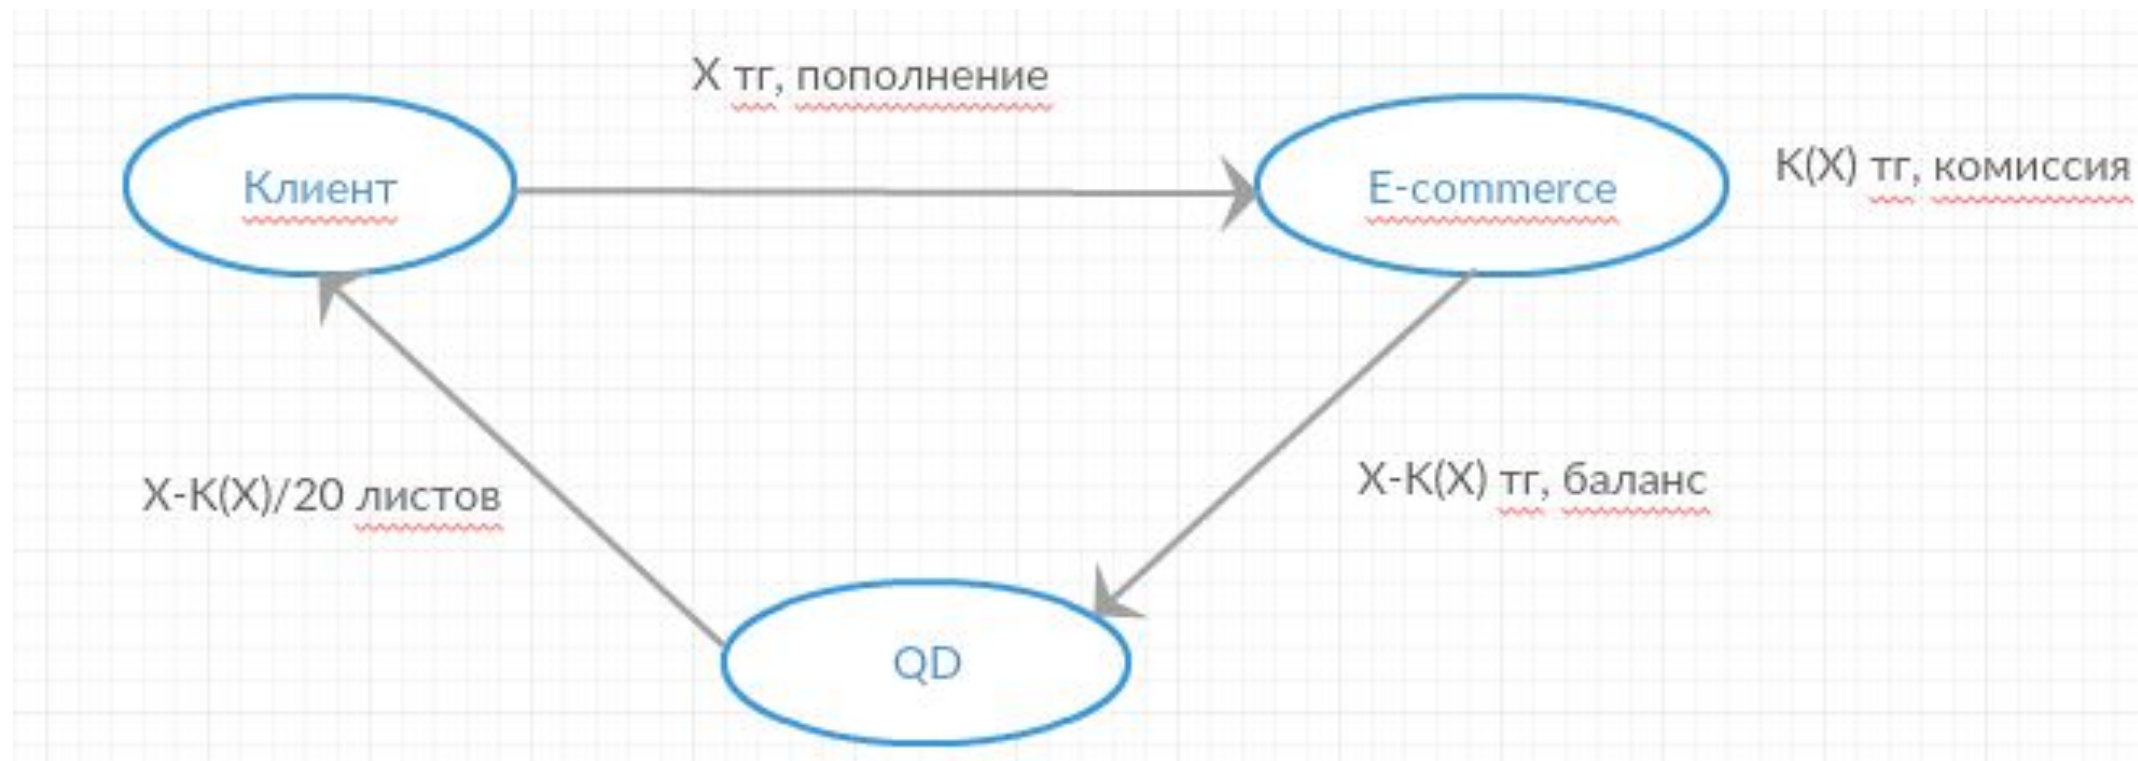 X тг, пополнение
Клиент
E-commerce
K(X) тг, комиссия
X-K(X)/20 листов
X-K(X) тг, баланс
QD